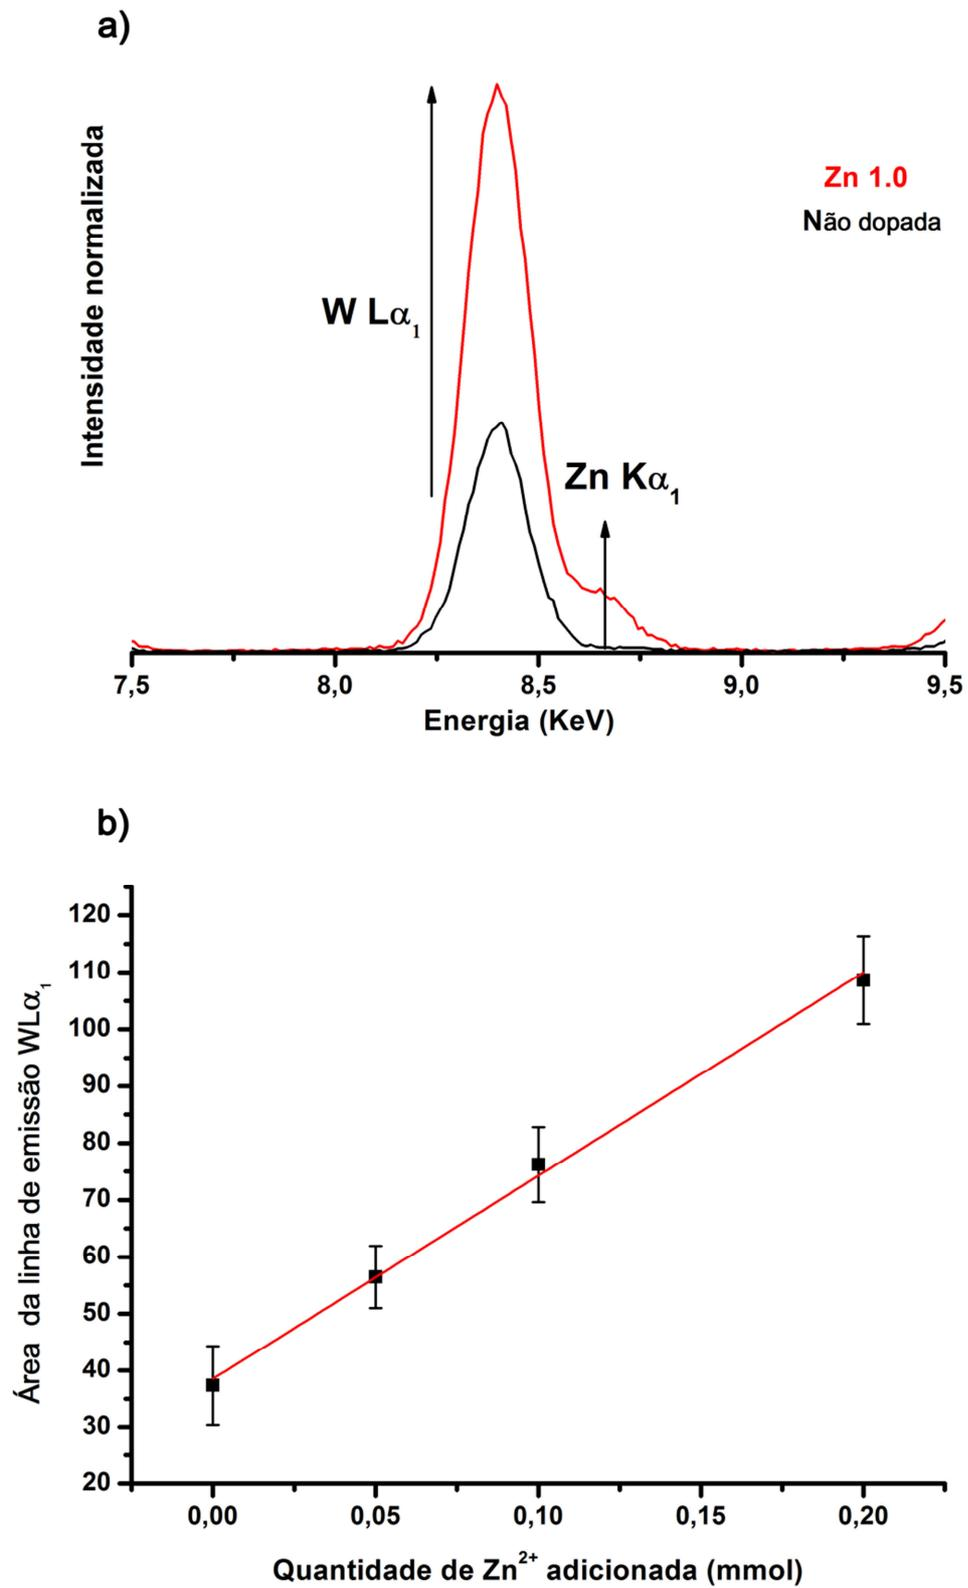 a)
Intensidade normalizada
Zn 1.0
Não dopada
W Lα1
Zn Kα1
7,5 8,0 8,5 9,0 9,5
Energia (KeV)
b)
Área da linha de emissão WLα1
120
110
100
90
80
70
60
50
40
30
20
0,00 0,05 0,10 0,15 0,20
Quantidade de Zn2+ adicionada (mmol)